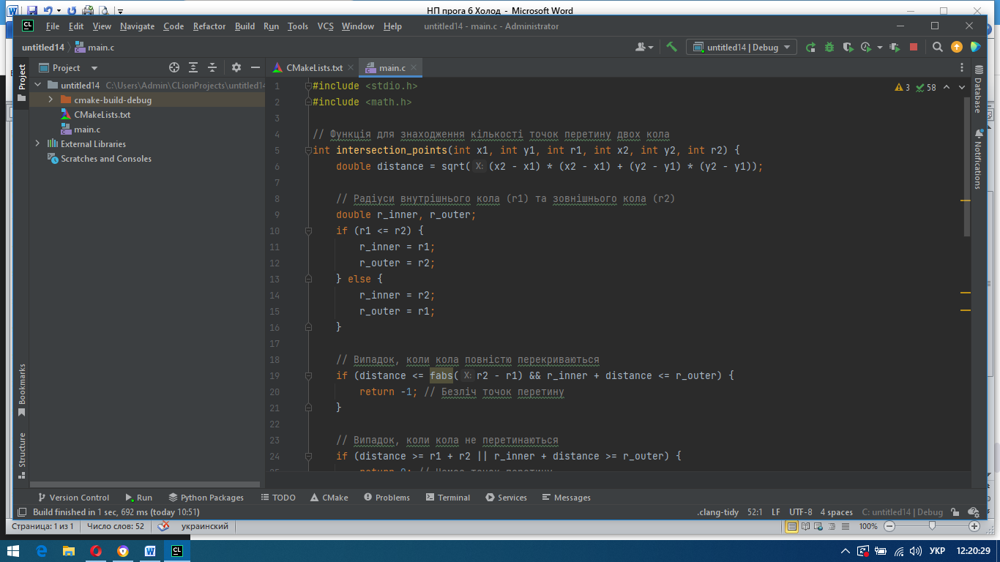 НП прога 6 Холод - Microsoft Word
CL
File Edit View Navigate Code Refactor Build Run Tools VCS Window Help untitled14 - main.c - Administrator
untitled14 main.c untitled14 | Debug
Project
Project
CMakeLists.txt main.c
untitled14 C:\Users\Admin\CLionProjects\untitled14
cmake-build-debug
CMakeLists.txt
main.c
External Libraries
Scratches and Consoles
3 58
1 #include <stdio.h>
2 #include <math.h>
3
4 // Функція для знаходження кількості точок перетину двох кола
5 int intersection_points(int x1, int y1, int r1, int x2, int y2, int r2) {
6 double distance = sqrt( X: (x2 - x1) * (x2 - x1) + (y2 - y1) * (y2 - y1));
7
8 // Радіуси внутрішнього кола (r1) та зовнішнього кола (r2)
9 double r_inner, r_outer;
10 if (r1 <= r2) {
11 r_inner = r1;
12 r_outer = r2;
13 } else {
14 r_inner = r2;
15 r_outer = r1;
16 }
17
18 // Випадок, коли кола повністю перекриваються
19 if (distance <= fabs( X: r2 - r1) && r_inner + distance <= r_outer) {
20 return -1; // Безліч точок перетину
21 }
22
23 // Випадок, коли кола не перетинаються
24 if (distance >= r1 + r2 || r_inner + distance >= r_outer) {
Database
Notifications
Bookmarks
Structure
Version Control Run Python Packages TODO CMake Problems Terminal Services Messages
Build finished in 1 sec, 692 ms (today 10:51) .clang-tidy 52:1 LF UTF-8 4 spaces C: untitled14 | Debug
Страница: 1 из 1 Число слов: 52 украинский 100%
W CL УКР 12:20:29